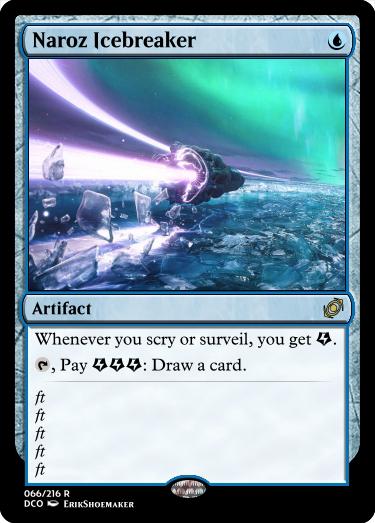 Naroz Icebreaker
Artifact
Whenever you scry or surveil, you get .
, Pay : Draw a card.
ft
ft
ft
ft
ft
066/216 R
DCO ErikShoemaker